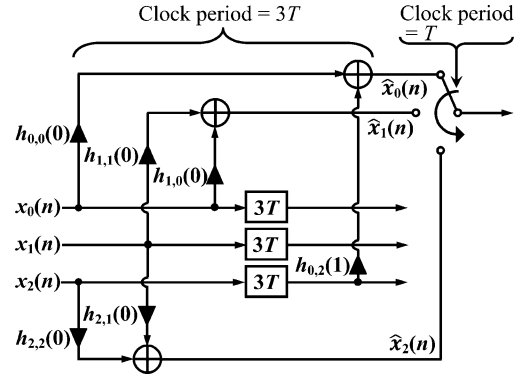 Clock period = 3T
Clock period
= T
x̂₀(n)
x̂₁(n)
h₀,₀(0)
h₁,₁(0)
h₁,₀(0)
x₀(n)
3T
x₁(n)
3T
x₂(n)
3T
h₀,₂(1)
h₂,₂(0)
h₂,₁(0)
x̂₂(n)